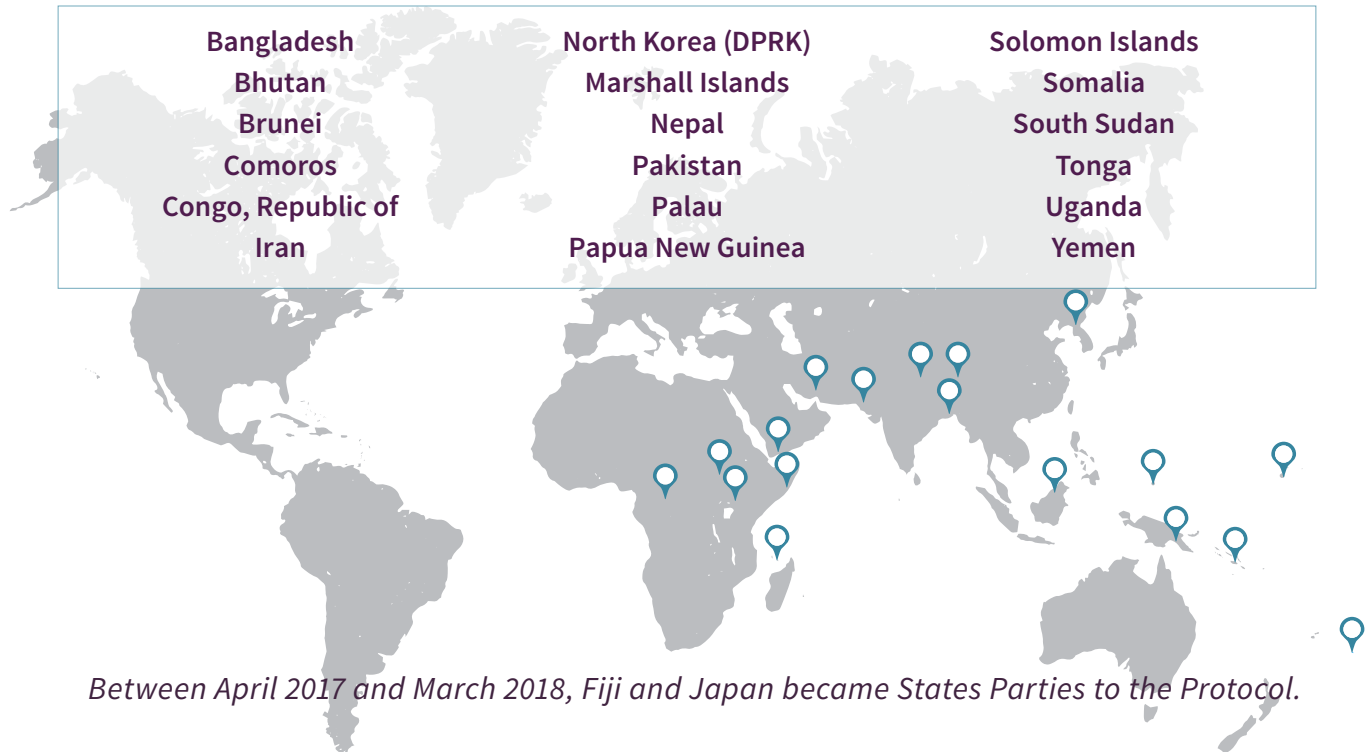 Bangladesh
Bhutan
Brunei
Comoros
Congo, Republic of
Iran
North Korea (DPRK)
Marshall Islands
Nepal
Pakistan
Palau
Papua New Guinea
Solomon Islands
Somalia
South Sudan
Tonga
Uganda
Yemen
Between April 2017 and March 2018, Fiji and Japan became States Parties to the Protocol.